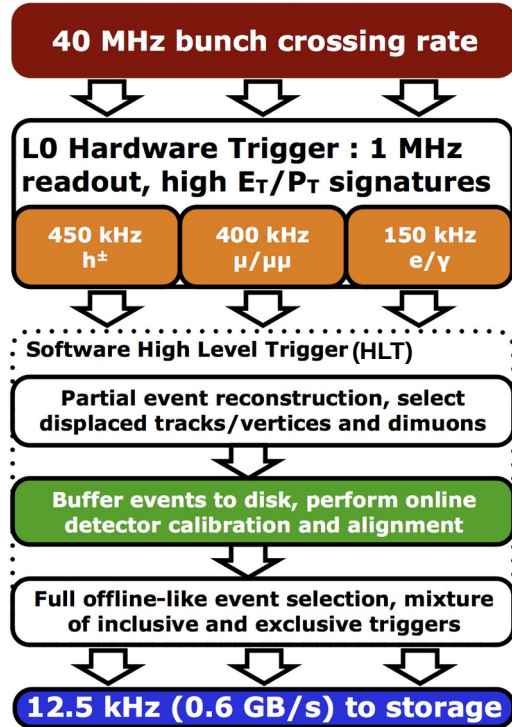 40 MHz bunch crossing rate
L0 Hardware Trigger : 1 MHz
readout, high E_T/P_T signatures
450 kHz
h±
400 kHz
μ/μμ
150 kHz
e/γ
Software High Level Trigger (HLT)
Partial event reconstruction, select
displaced tracks/vertices and dimuons
Buffer events to disk, perform online
detector calibration and alignment
Full offline-like event selection, mixture
of inclusive and exclusive triggers
12.5 kHz (0.6 GB/s) to storage